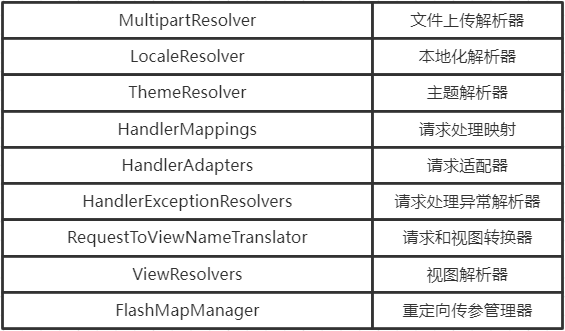 MultipartResolver 文件上传解析器
LocaleResolver 本地化解析器
ThemeResolver 主题解析器
HandlerMappings 请求处理映射
HandlerAdapters 请求适配器
HandlerExceptionResolvers 请求处理异常解析器
RequestToViewNameTranslator 请求和视图转换器
ViewResolvers 视图解析器
FlashMapManager 重定向传参管理器